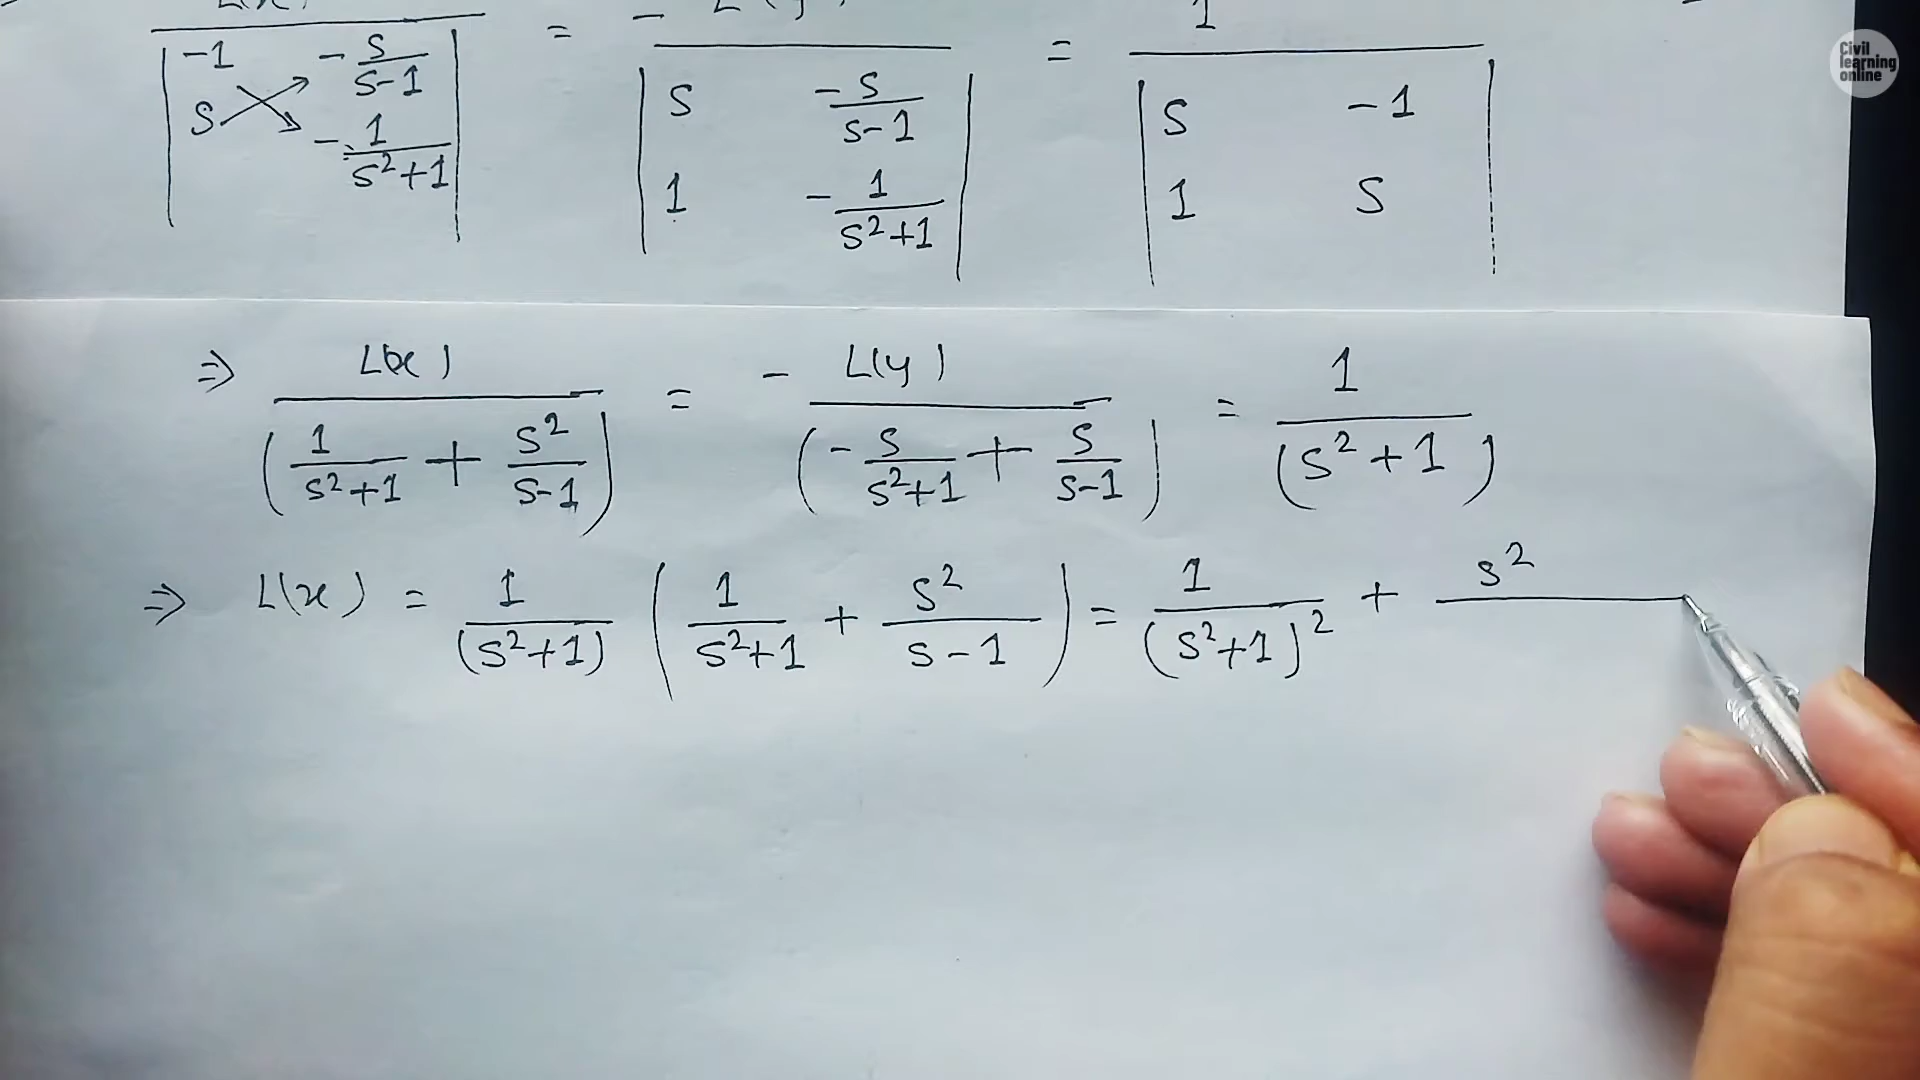 = - = 1
| -1 -s/(s-1) | | s -s/(s-1) | | s -1 |
| s -1/(s²+1) | | 1 -1/(s²+1) | | 1 s |
⇒ L(x) / (1/(s²+1) + s²/(s-1)) = - L(y) / (-s/(s²+1) + s/(s-1)) = 1/(s²+1)
⇒ L(x) = 1/(s²+1) (1/(s²+1) + s²/(s-1)) = 1/(s²+1)² + s²
Civil
learning
online